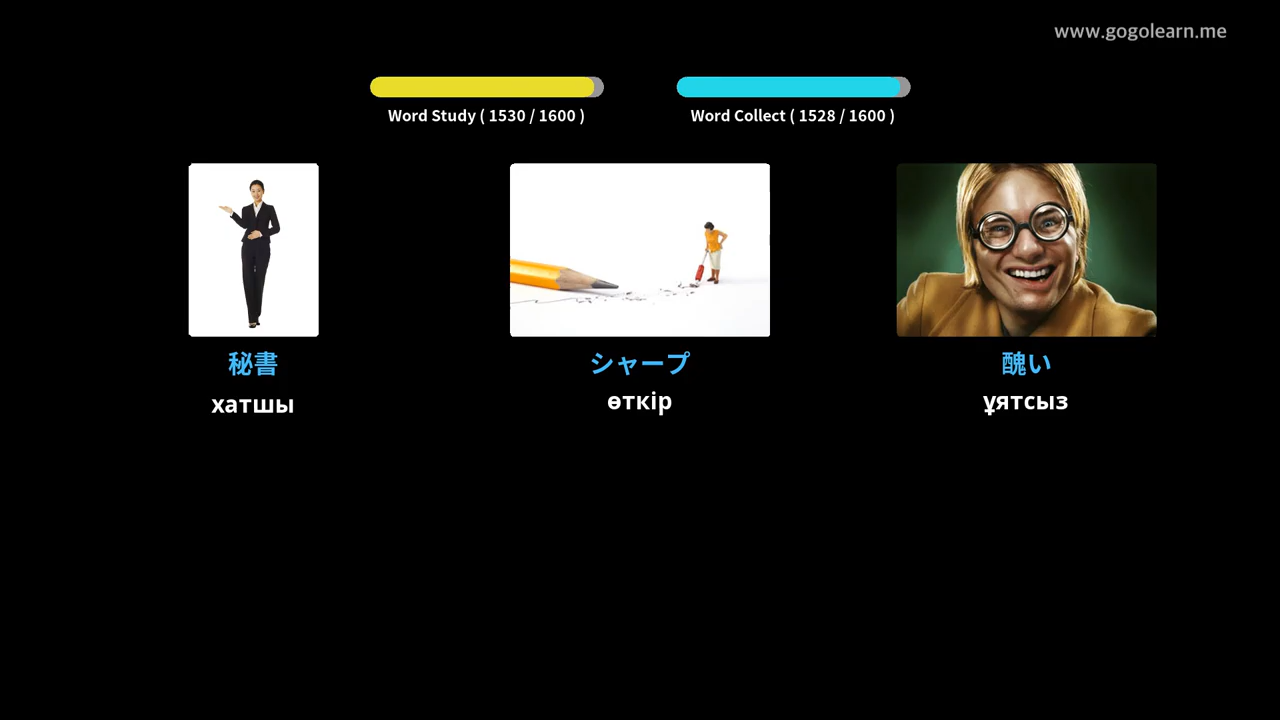 www.gogolearn.me
Word Study ( 1530 / 1600 )
Word Collect ( 1528 / 1600 )
秘書
シャープ
醜い
хатшы
өткір
ұятсыз